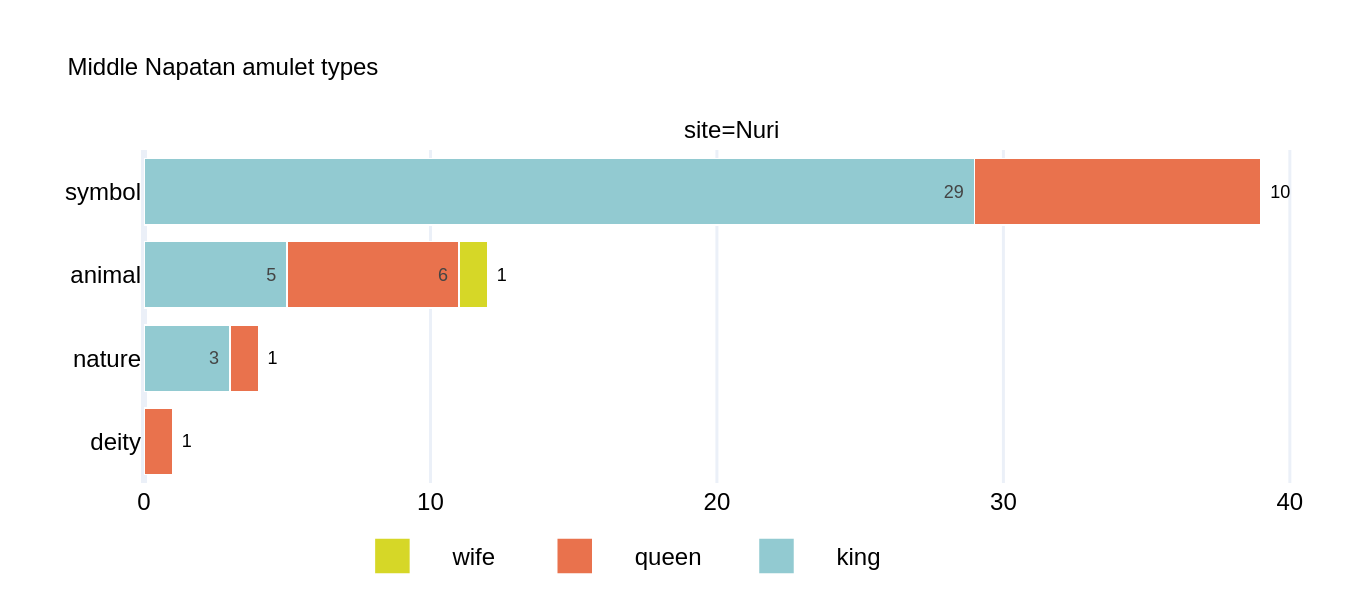 Middle Napatan amulet types
site=Nuri
symbol 29 10
animal 5 6 1
nature 3 1
deity 1
0 10 20 30 40
wife queen king